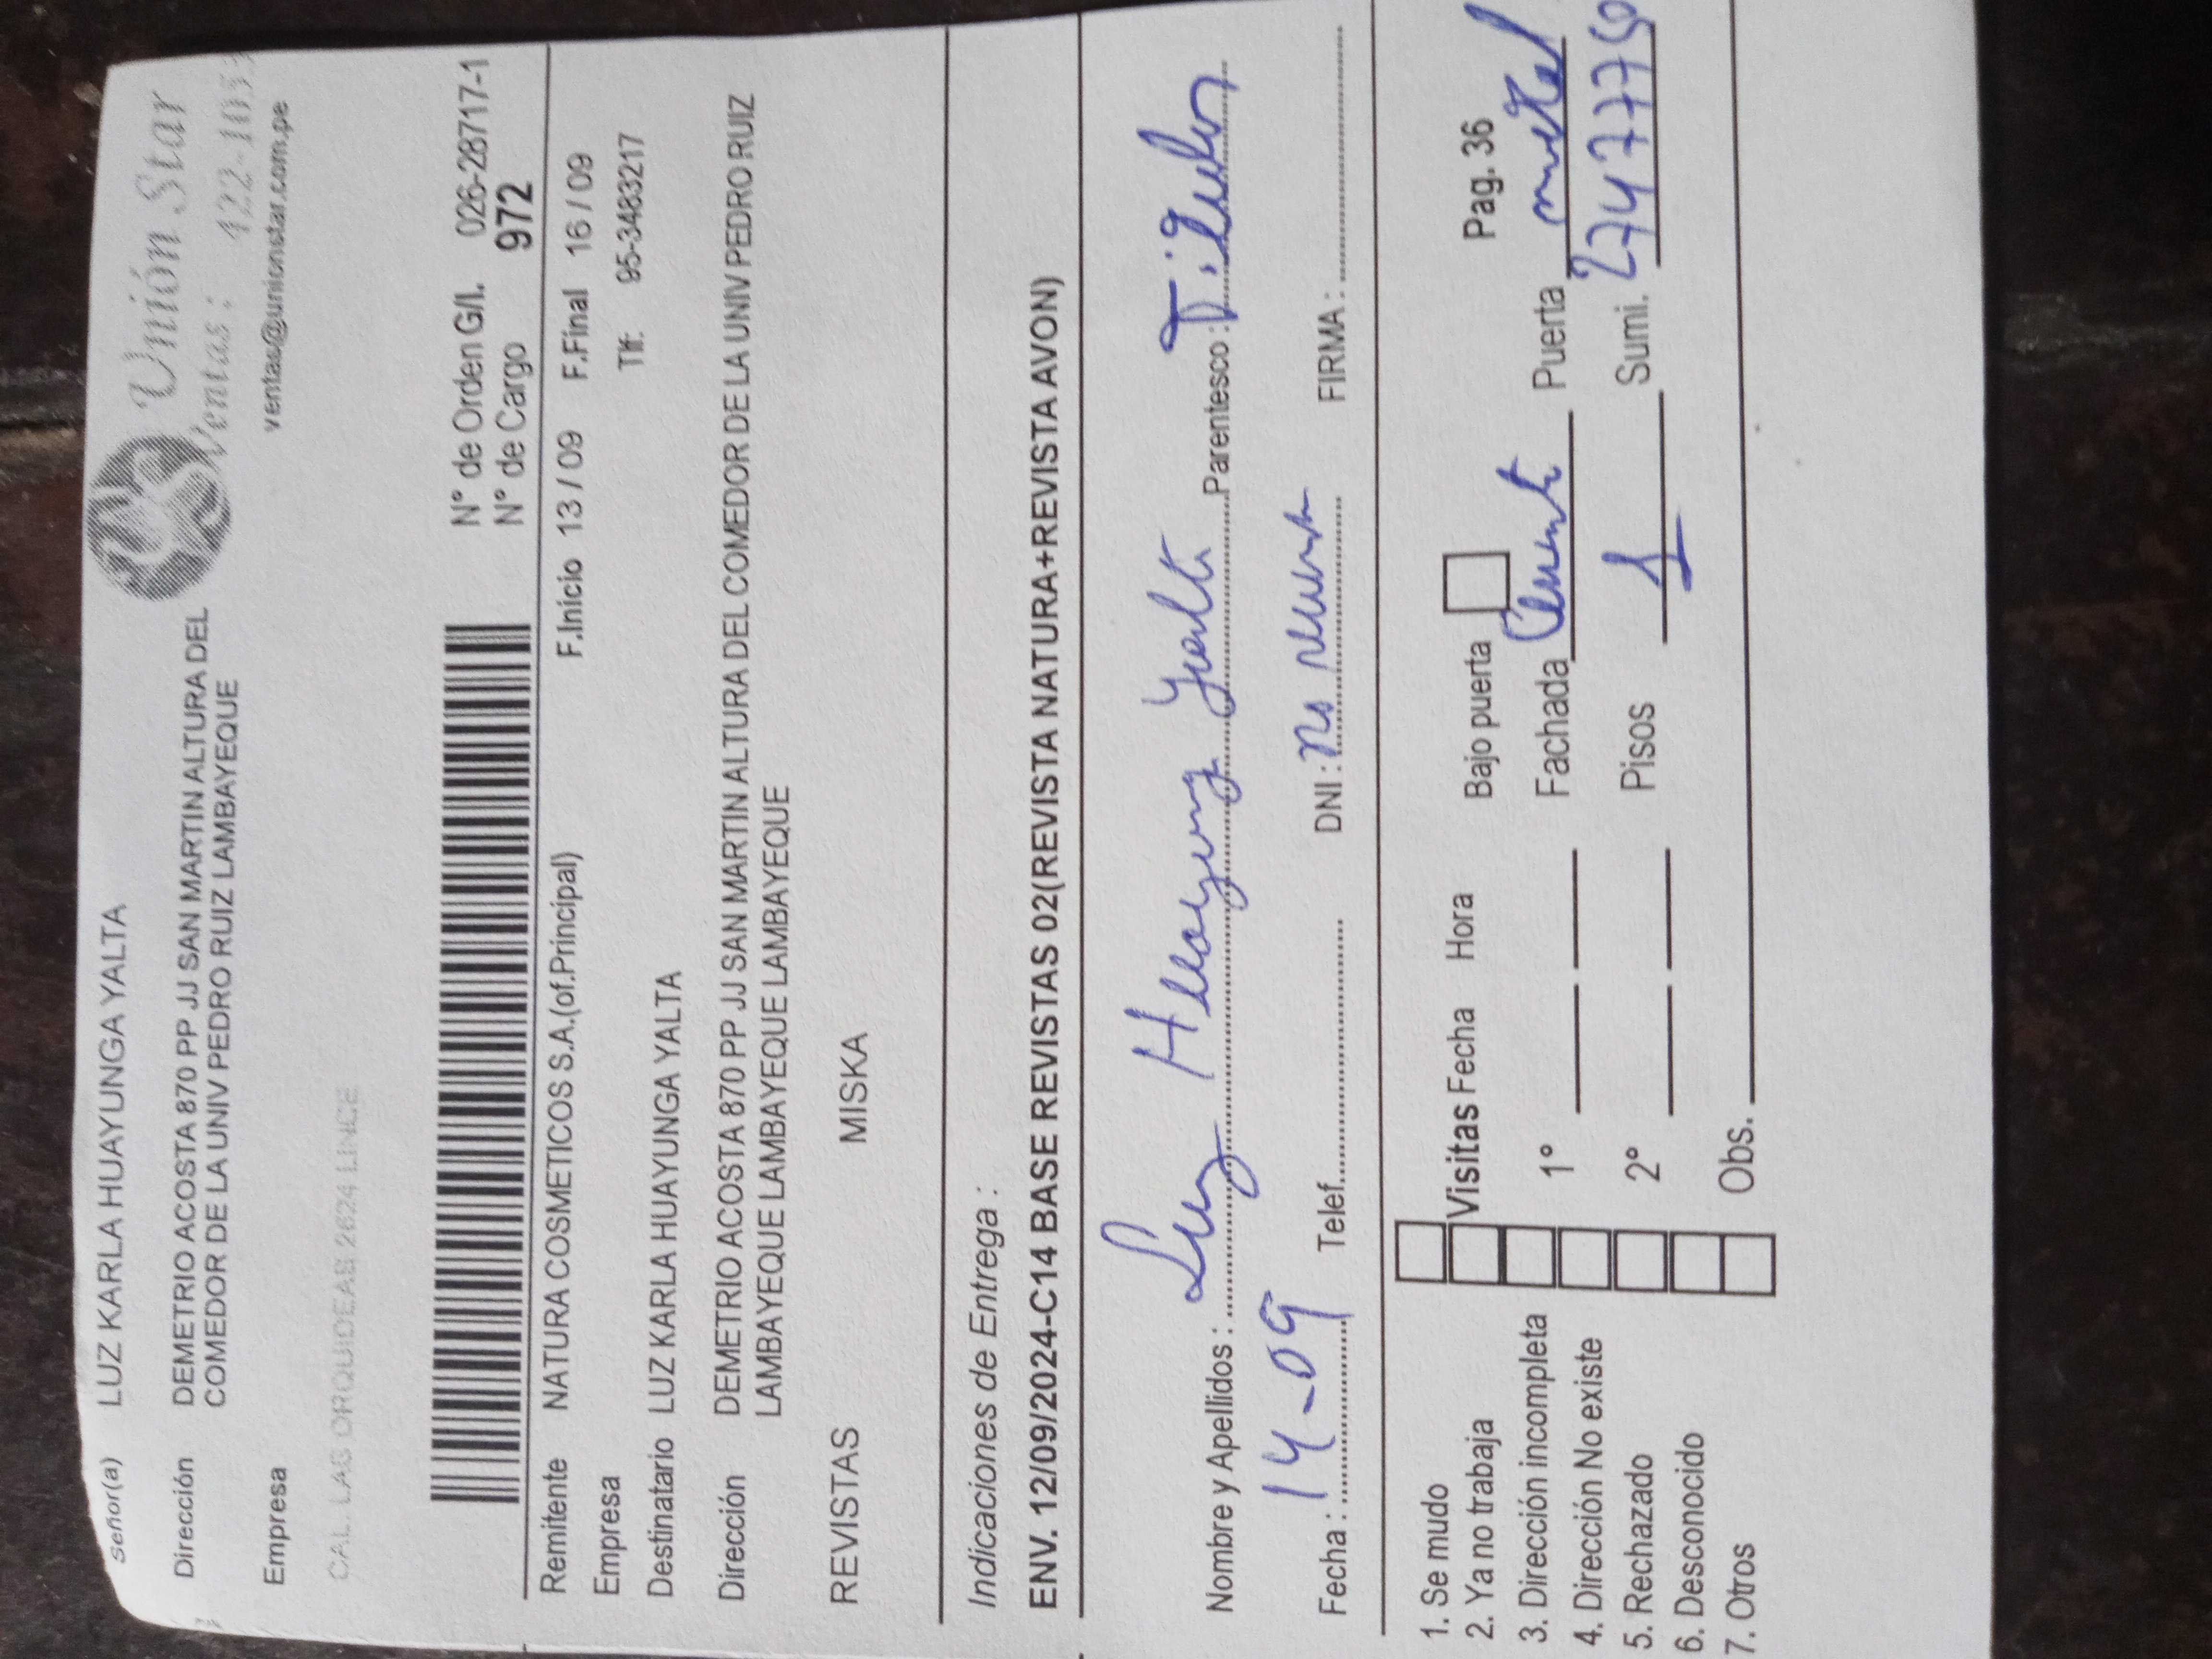 Señor(a) LUZ KARLA HUAYUNGA YALTA
Unión Star
Dirección DEMETRIO ACOSTA 870 PP JJ SAN MARTIN ALTURA DEL
COMEDOR DE LA UNIV PEDRO RUIZ LAMBAYEQUE
Ventas: 422-103
ventas@unionstar.com.pe
Empresa
CAL. LAS ORQUIDEAS 2624 LINCE
N° de Orden G/I. 026-28717-1
N° de Cargo 972
Remitente NATURA COSMETICOS S.A.(of.Principal) F.Inicio 13 / 09 F.Final 16 / 09
Empresa Tlf: 95-3483217
Destinatario LUZ KARLA HUAYUNGA YALTA
Dirección DEMETRIO ACOSTA 870 PP JJ SAN MARTIN ALTURA DEL COMEDOR DE LA UNIV PEDRO RUIZ
LAMBAYEQUE LAMBAYEQUE LAMBAYEQUE
REVISTAS MISKA
Indicaciones de Entrega :
ENV. 12/09/2024-C14 BASE REVISTAS 02(REVISTA NATURA+REVISTA AVON)
Nombre y Apellidos : Luz Huayunga Yalta Parentesco :
Fecha : 14-09 Telef. DNI : No FIRMA :
1. Se mudo
2. Ya no trabaja Visitas Fecha Hora Bajo puerta Pag. 36
3. Dirección incompleta 1° Fachada Puerta metal
4. Dirección No existe
5. Rechazado 2° Pisos 1 Sumi.
6. Desconocido
7. Otros Obs.